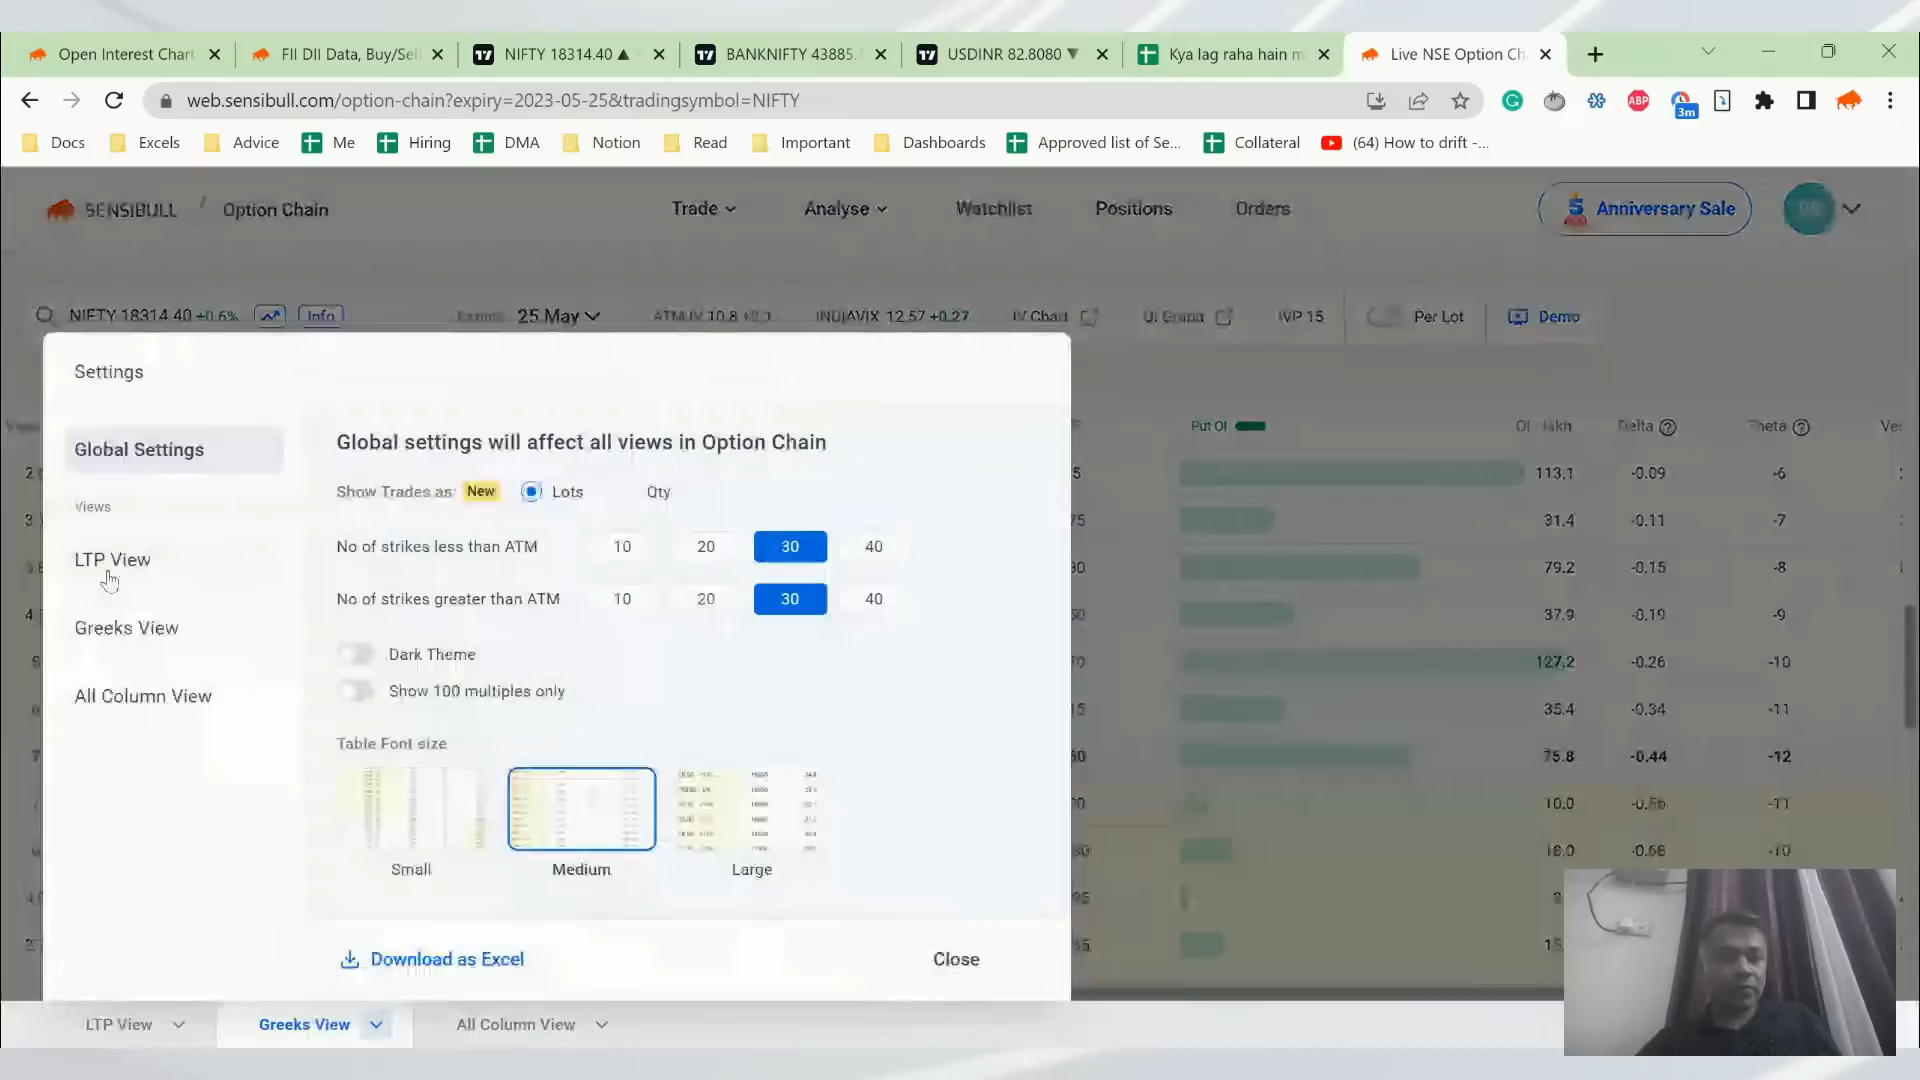 Open Interest Chart
FII DII Data, Buy/Sel
NIFTY 18314.40 ▲
BANKNIFTY 43885.
USDINR 82.8080 ▼
Kya lag raha hain m
Live NSE Option Ch
web.sensibull.com/option-chain?expiry=2023-05-25&tradingsymbol=NIFTY
ABP
3m
Docs
Excels
Advice
Me
Hiring
DMA
Notion
Read
Important
Dashboards
Approved list of Se...
Collateral
(64) How to drift -...
SENSIBULL / Option Chain
Trade
Analyse
Watchlist
Positions
Orders
5 Anniversary Sale
NIFTY 18314.40 +0.6%
Info
25 May
INDIAVIX 12.57 +0.27
IV Chart
IVP 15
Per Lot
Demo
Settings
Global Settings
Views
LTP View
Greeks View
All Column View
Global settings will affect all views in Option Chain
Show Trades as: New Lots Qty
No of strikes less than ATM 10 20 30 40
No of strikes greater than ATM 10 20 30 40
Dark Theme
Show 100 multiples only
Table Font size
Small
Medium
Large
Download as Excel
Close
Put OI
Delta
Theta
113.1 -0.09 -6
31.4 -0.11 -7
79.2 -0.15 -8
37.9 -0.19 -9
127.2 -0.26 -10
35.4 -0.34 -11
75.8 -0.44 -12
10.0 -0.56 -11
18.0 -0.68 -10
LTP View
Greeks View
All Column View